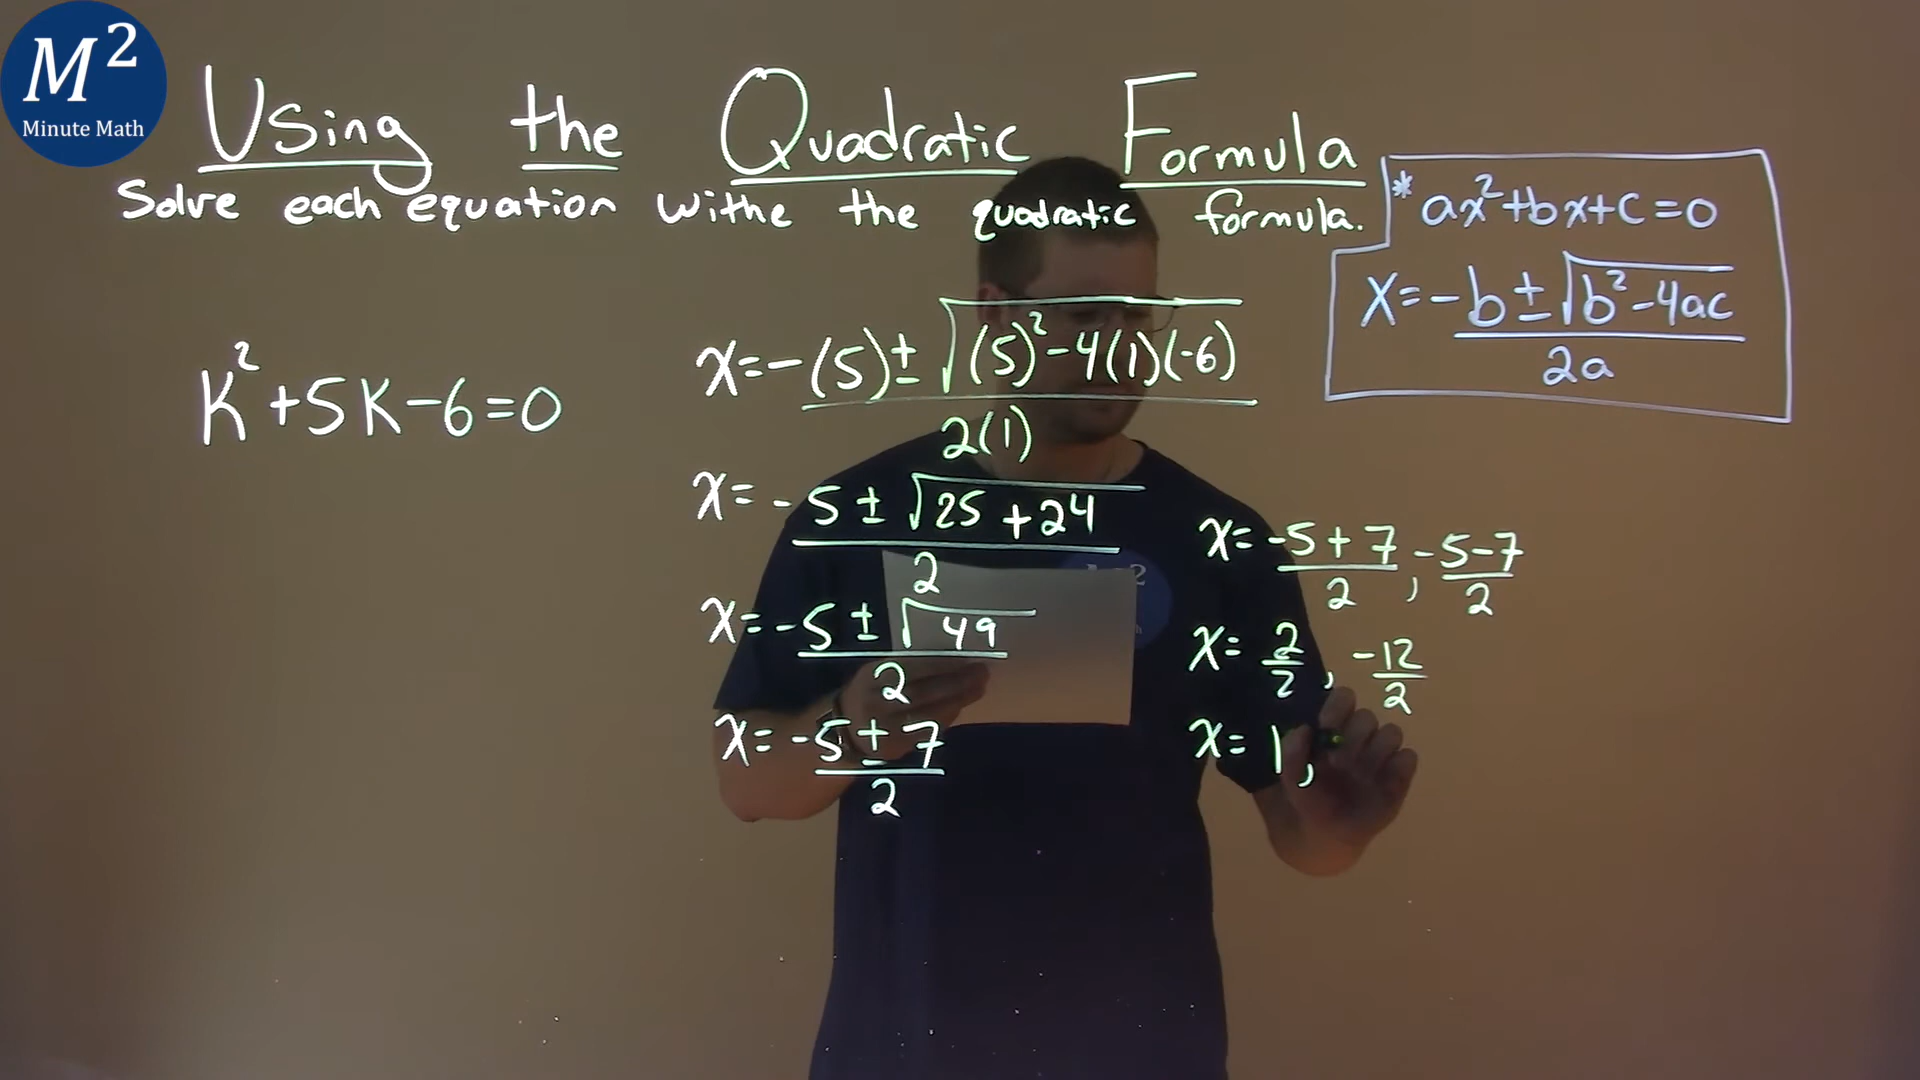 M²
Minute Math
Using the Quadratic Formula
Solve each equation withe the quadratic formula.
* ax²+bx+c=0
x=-b±√b²-4ac
2a
K²+5K-6=0
x=-(5)±√(5)²-4(1)(-6)
2(1)
x=-5±√25+24
2
x=-5±√49
2
x=-5±7
2
x=-5+7, -5-7
2 2
x=2, -12
2 2
x=1,